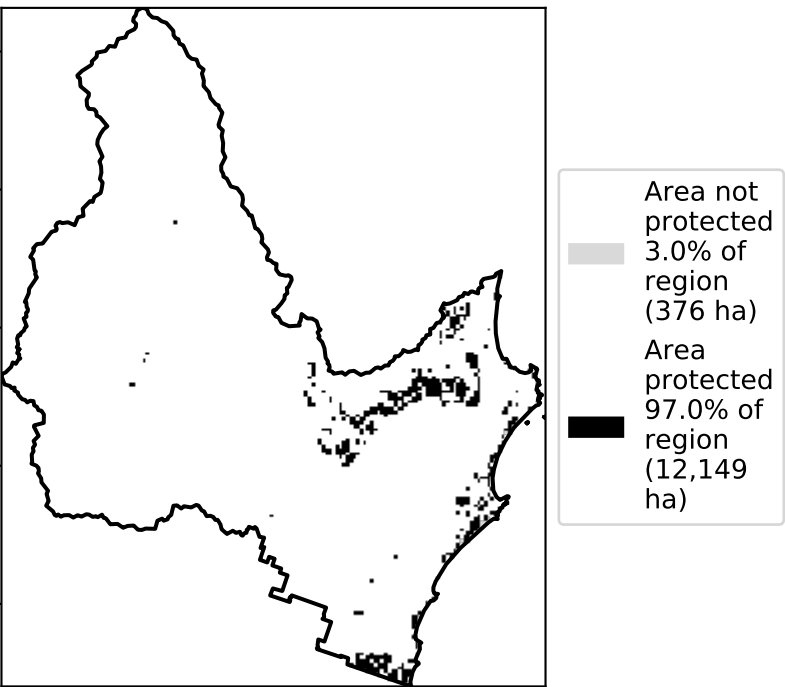 Area not
protected
3.0% of
region
(376 ha)
Area
protected
97.0% of
region
(12,149
ha)